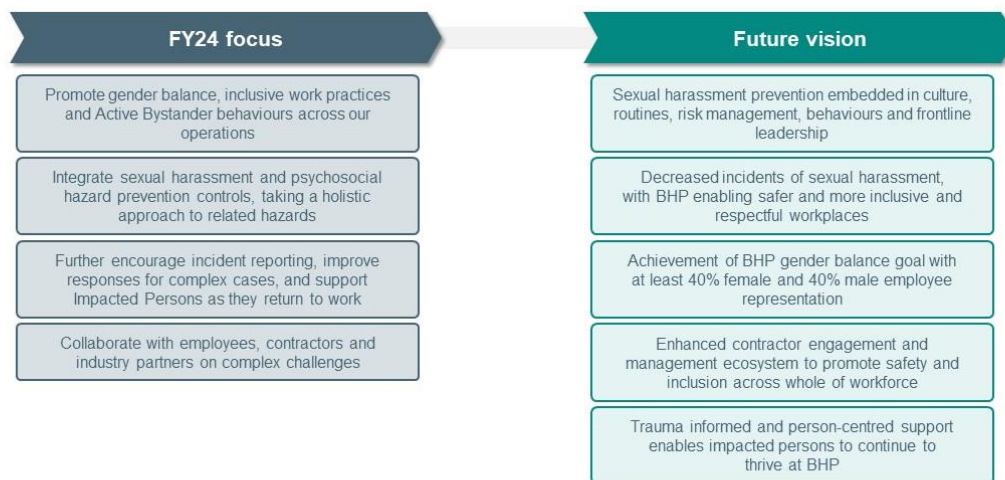 FY24 focus
Promote gender balance, inclusive work practices
and Active Bystander behaviours across our
operations
Integrate sexual harassment and psychosocial
hazard prevention controls, taking a holistic
approach to related hazards
Further encourage incident reporting, improve
responses for complex cases, and support
Impacted Persons as they return to work
Collaborate with employees, contractors and
industry partners on complex challenges
Future vision
Sexual harassment prevention embedded in culture,
routines, risk management, behaviours and frontline
leadership
Decreased incidents of sexual harassment,
with BHP enabling safer and more inclusive and
respectful workplaces
Achievement of BHP gender balance goal with
at least 40% female and 40% male employee
representation
Enhanced contractor engagement and
management ecosystem to promote safety and
inclusion across whole of workforce
Trauma informed and person-centred support
enables impacted persons to continue to
thrive at BHP